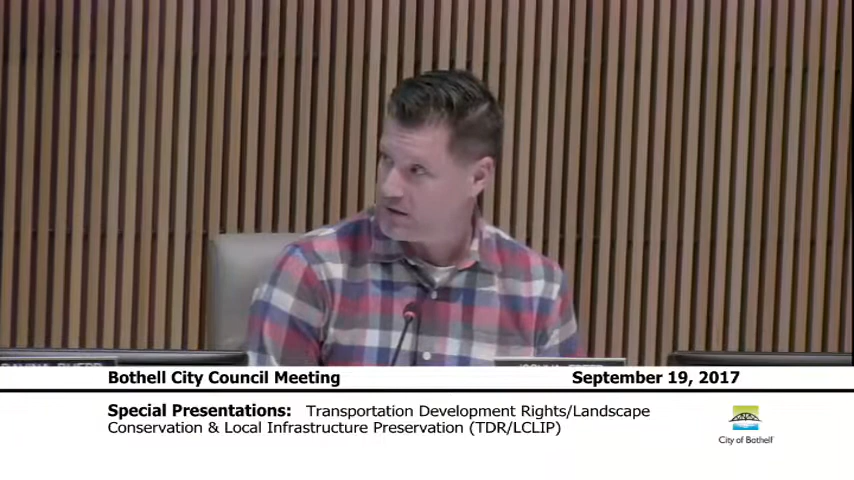 Bothell City Council Meeting
September 19, 2017
Special Presentations: Transportation Development Rights/Landscape
Conservation & Local Infrastructure Preservation (TDR/LCLIP)
City of Bothell